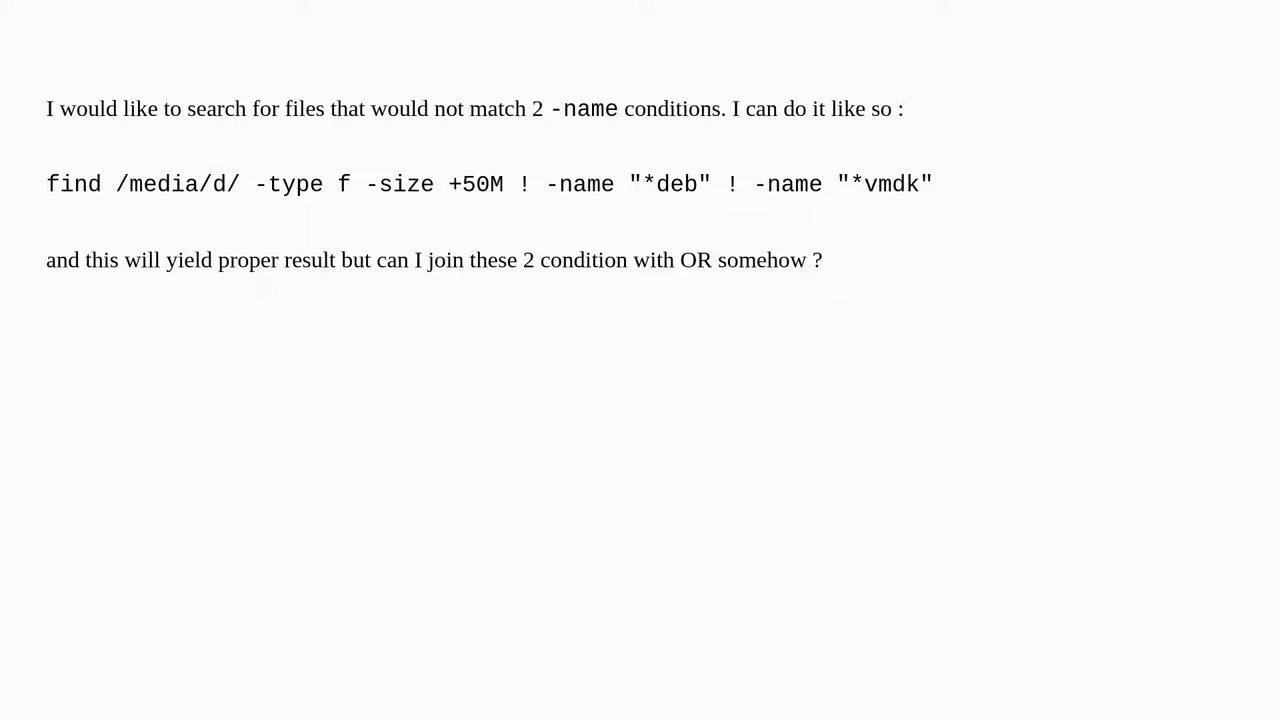 I would like to search for files that would not match 2 -name conditions. I can do it like so :
find /media/d/ -type f -size +50M ! -name "*deb" ! -name "*vmdk"
and this will yield proper result but can I join these 2 condition with OR somehow ?